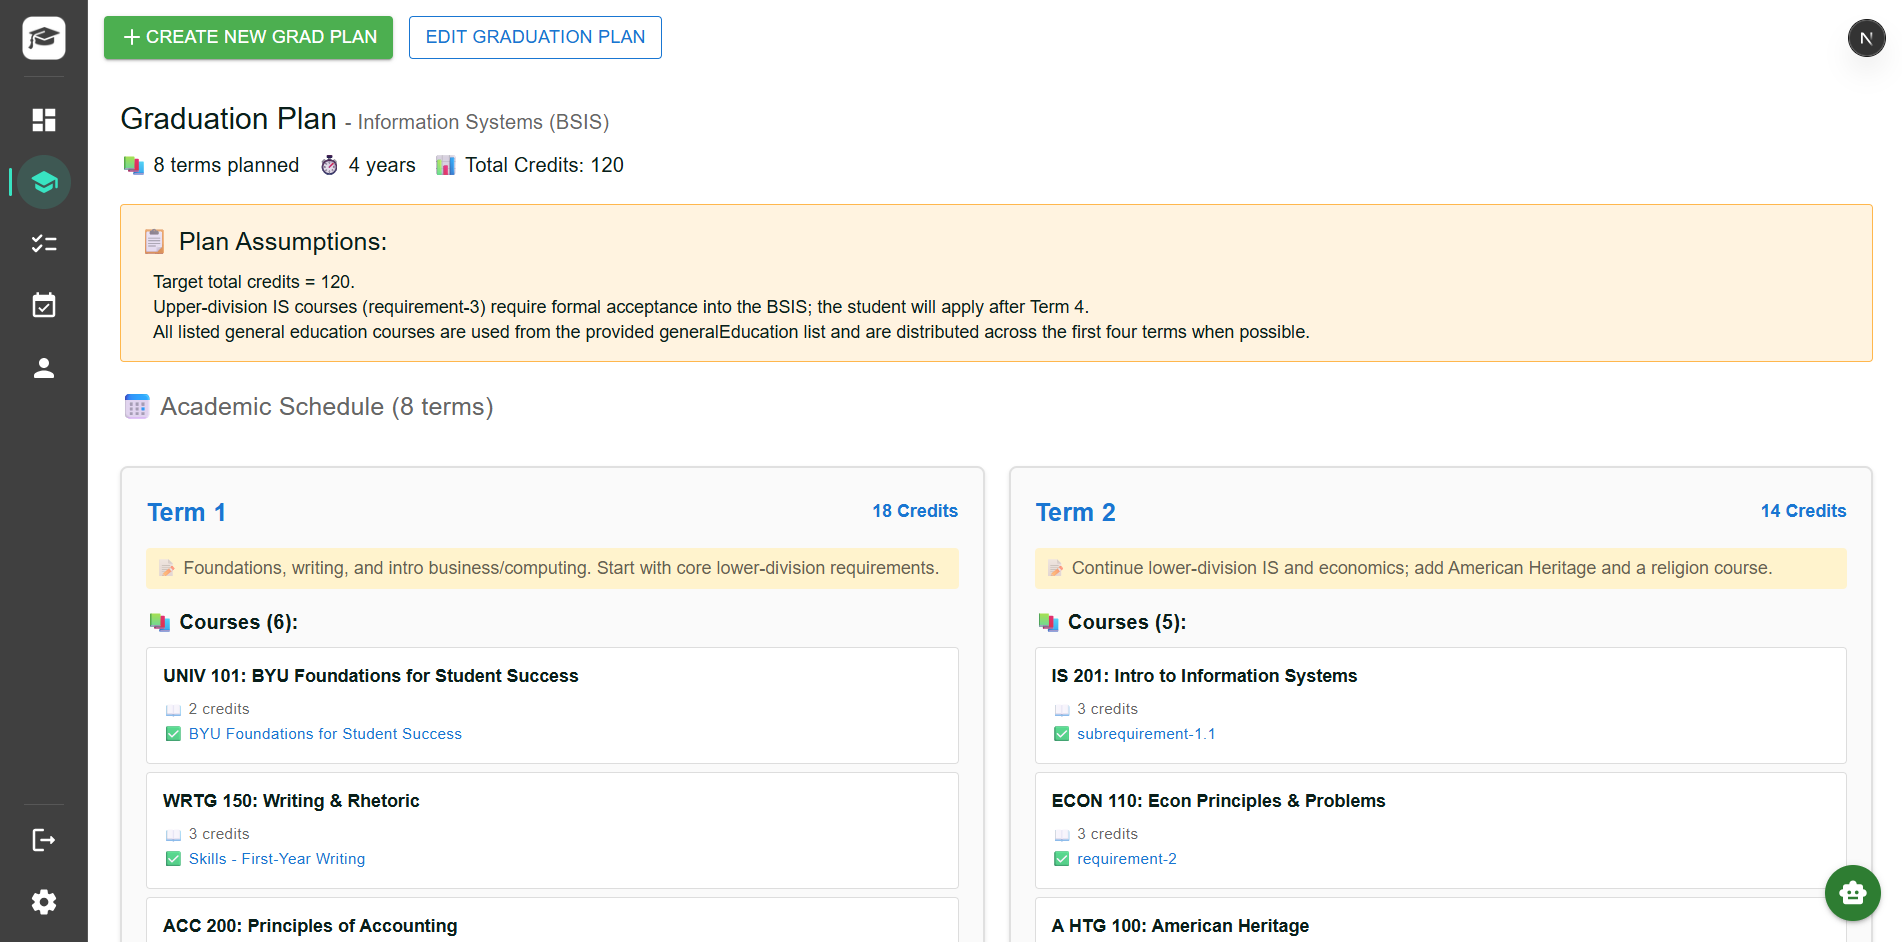 CREATE NEW GRAD PLAN
EDIT GRADUATION PLAN
N
Graduation Plan - Information Systems (BSIS)
8 terms planned 4 years Total Credits: 120
Plan Assumptions:
Target total credits = 120.
Upper-division IS courses (requirement-3) require formal acceptance into the BSIS; the student will apply after Term 4.
All listed general education courses are used from the provided generalEducation list and are distributed across the first four terms when possible.
Academic Schedule (8 terms)
Term 1
18 Credits
Foundations, writing, and intro business/computing. Start with core lower-division requirements.
Courses (6):
UNIV 101: BYU Foundations for Student Success
2 credits
BYU Foundations for Student Success
WRTG 150: Writing & Rhetoric
3 credits
Skills - First-Year Writing
ACC 200: Principles of Accounting
Term 2
14 Credits
Continue lower-division IS and economics; add American Heritage and a religion course.
Courses (5):
IS 201: Intro to Information Systems
3 credits
subrequirement-1.1
ECON 110: Econ Principles & Problems
3 credits
requirement-2
A HTG 100: American Heritage